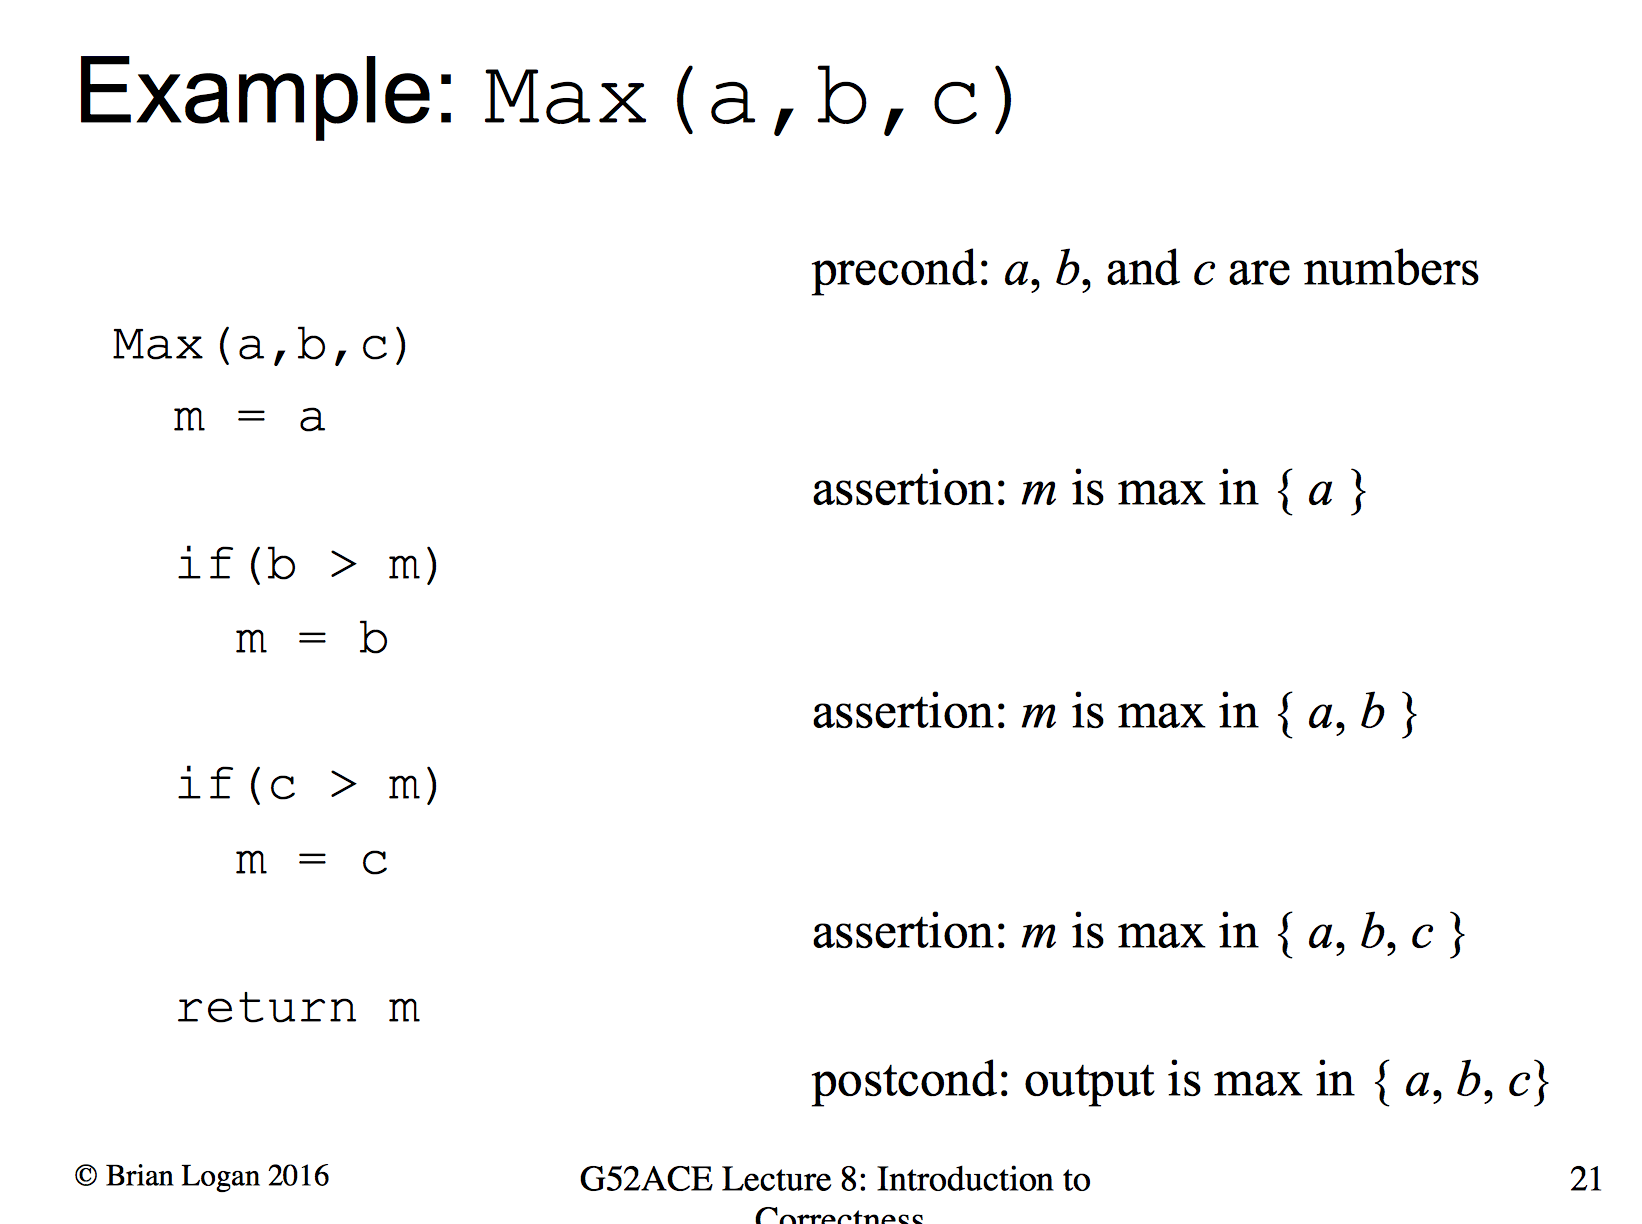 Example: Max(a,b,c)
precond: a, b, and c are numbers
Max(a,b,c)
m = a
assertion: m is max in { a }
if(b > m)
m = b
assertion: m is max in { a, b }
if(c > m)
m = c
assertion: m is max in { a, b, c }
return m
postcond: output is max in { a, b, c}
© Brian Logan 2016
G52ACE Lecture 8: Introduction to
Correctness
21